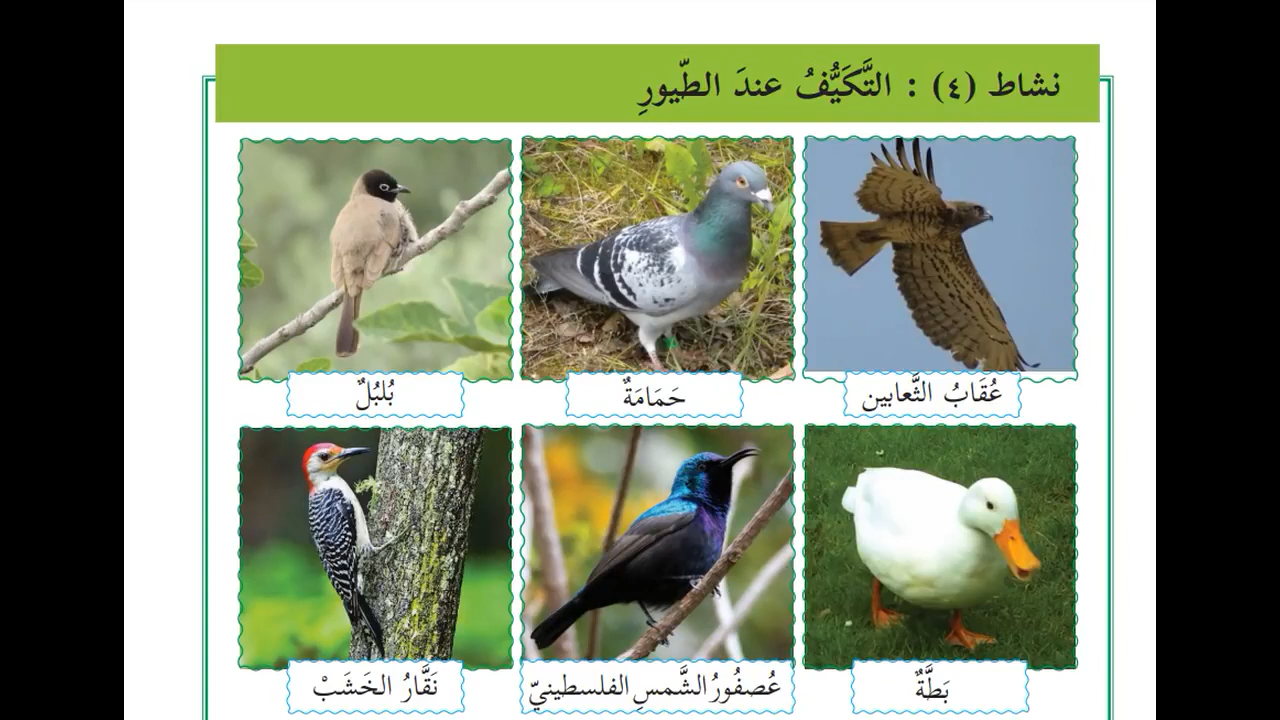 نشاط (٤) : التَّكَيُّفُ عندَ الطّيورِ
عُقَابُ الثَّعابين
حَمَامَةٌ
بُلبُلٌ
بَطَّةٌ
عُصفُورُ الشَّمسِ الفلسطينيّ
نَقَّارُ الخَشَبْ